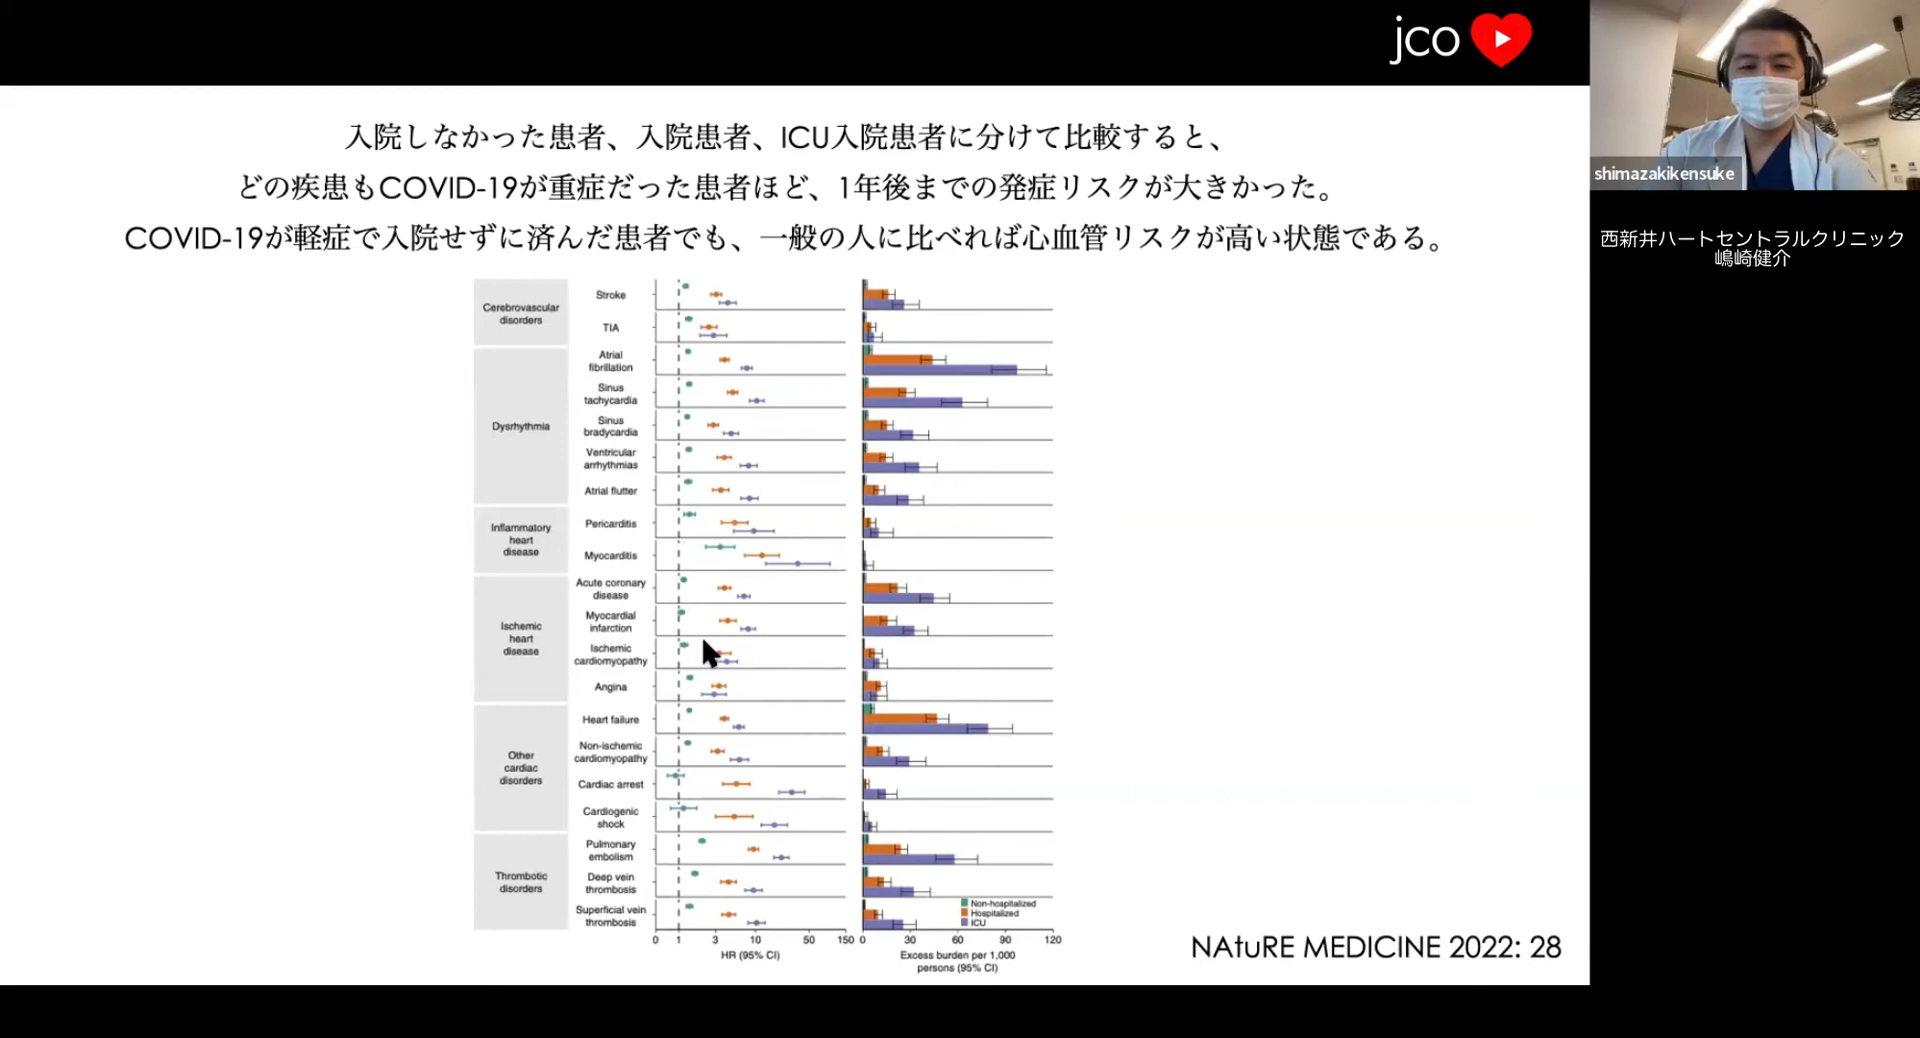 jco
入院しなかった患者、入院患者、ICU入院患者に分けて比較すると、
どの疾患もCOVID-19が重症だった患者ほど、1年後までの発症リスクが大きかった。
COVID-19が軽症で入院せずに済んだ患者でも、一般の人に比べれば心血管リスクが高い状態である。
shimazakikensuke
西新井ハートセントラルクリニック
嶋崎健介
Cerebrovascular
disorders
Stroke
TIA
Dysrhythmia
Atrial
fibrillation
Sinus
tachycardia
Sinus
bradycardia
Ventricular
arrhythmias
Atrial flutter
Inflammatory
heart
disease
Pericarditis
Myocarditis
Ischemic
heart
disease
Acute coronary
disease
Myocardial
infarction
Ischemic
cardiomyopathy
Angina
Other
cardiac
disorders
Heart failure
Non-ischemic
cardiomyopathy
Cardiac arrest
Cardiogenic
shock
Thrombotic
disorders
Pulmonary
embolism
Deep vein
thrombosis
Superficial vein
thrombosis
Non-hospitalized
Hospitalized
ICU
0 1 3 10 50 150
HR (95% CI)
0 30 60 90 120
Excess burden per 1,000
persons (95% CI)
NAtuRE MEDICINE 2022: 28